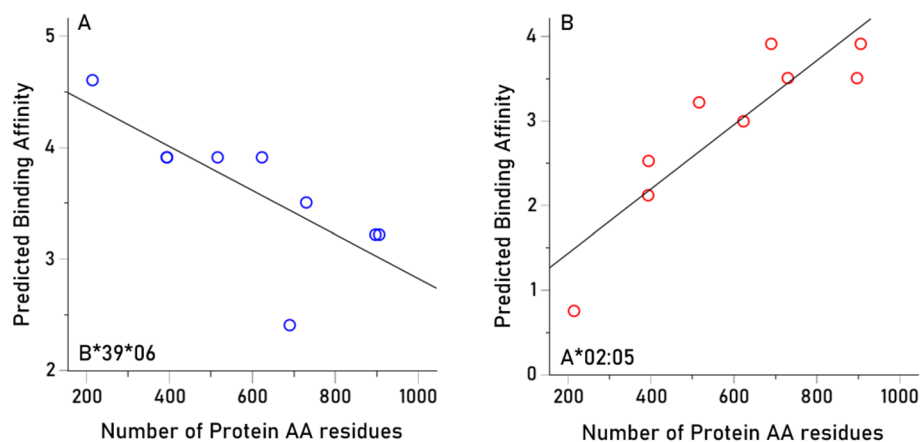 A
Predicted Binding Affinity
5
4
3
2
B*39*06
200 400 600 800 1000
Number of Protein AA residues
B
Predicted Binding Affinity
4
3
2
1
0
A*02:05
200 400 600 800 1000
Number of Protein AA residues